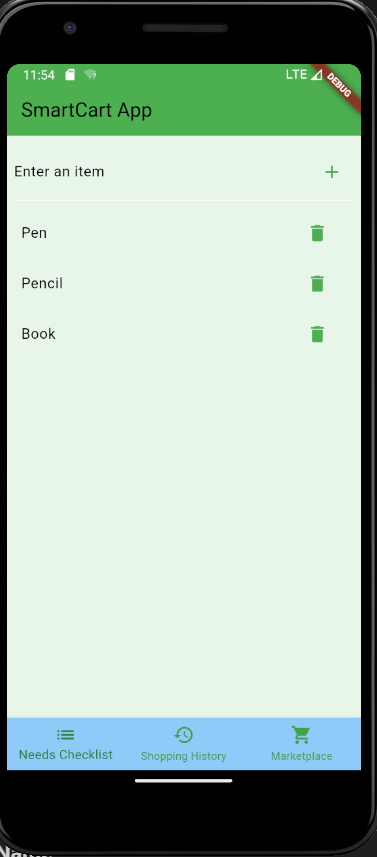 11:54
LTE
DEBUG
SmartCart App
Enter an item
Pen
Pencil
Book
Needs Checklist
Shopping History
Marketplace